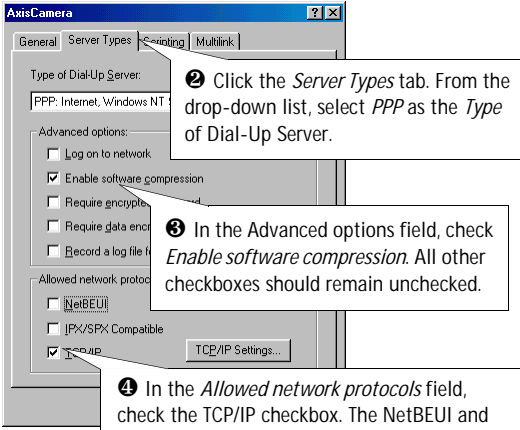 AxisCamera
General Server Types Scripting Multilink
Type of Dial-Up Server:
PPP: Internet, Windows NT
❷ Click the Server Types tab. From the
drop-down list, select PPP as the Type
of Dial-Up Server.
Advanced options:
Log on to network
Enable software compression
Require
Require data
Record a log file
❸ In the Advanced options field, check
Enable software compression. All other
checkboxes should remain unchecked.
Allowed network
NetBEUI
IPX/SPX Compatible
TCP/IP
TCP/IP Settings...
❹ In the Allowed network protocols field,
check the TCP/IP checkbox. The NetBEUI and